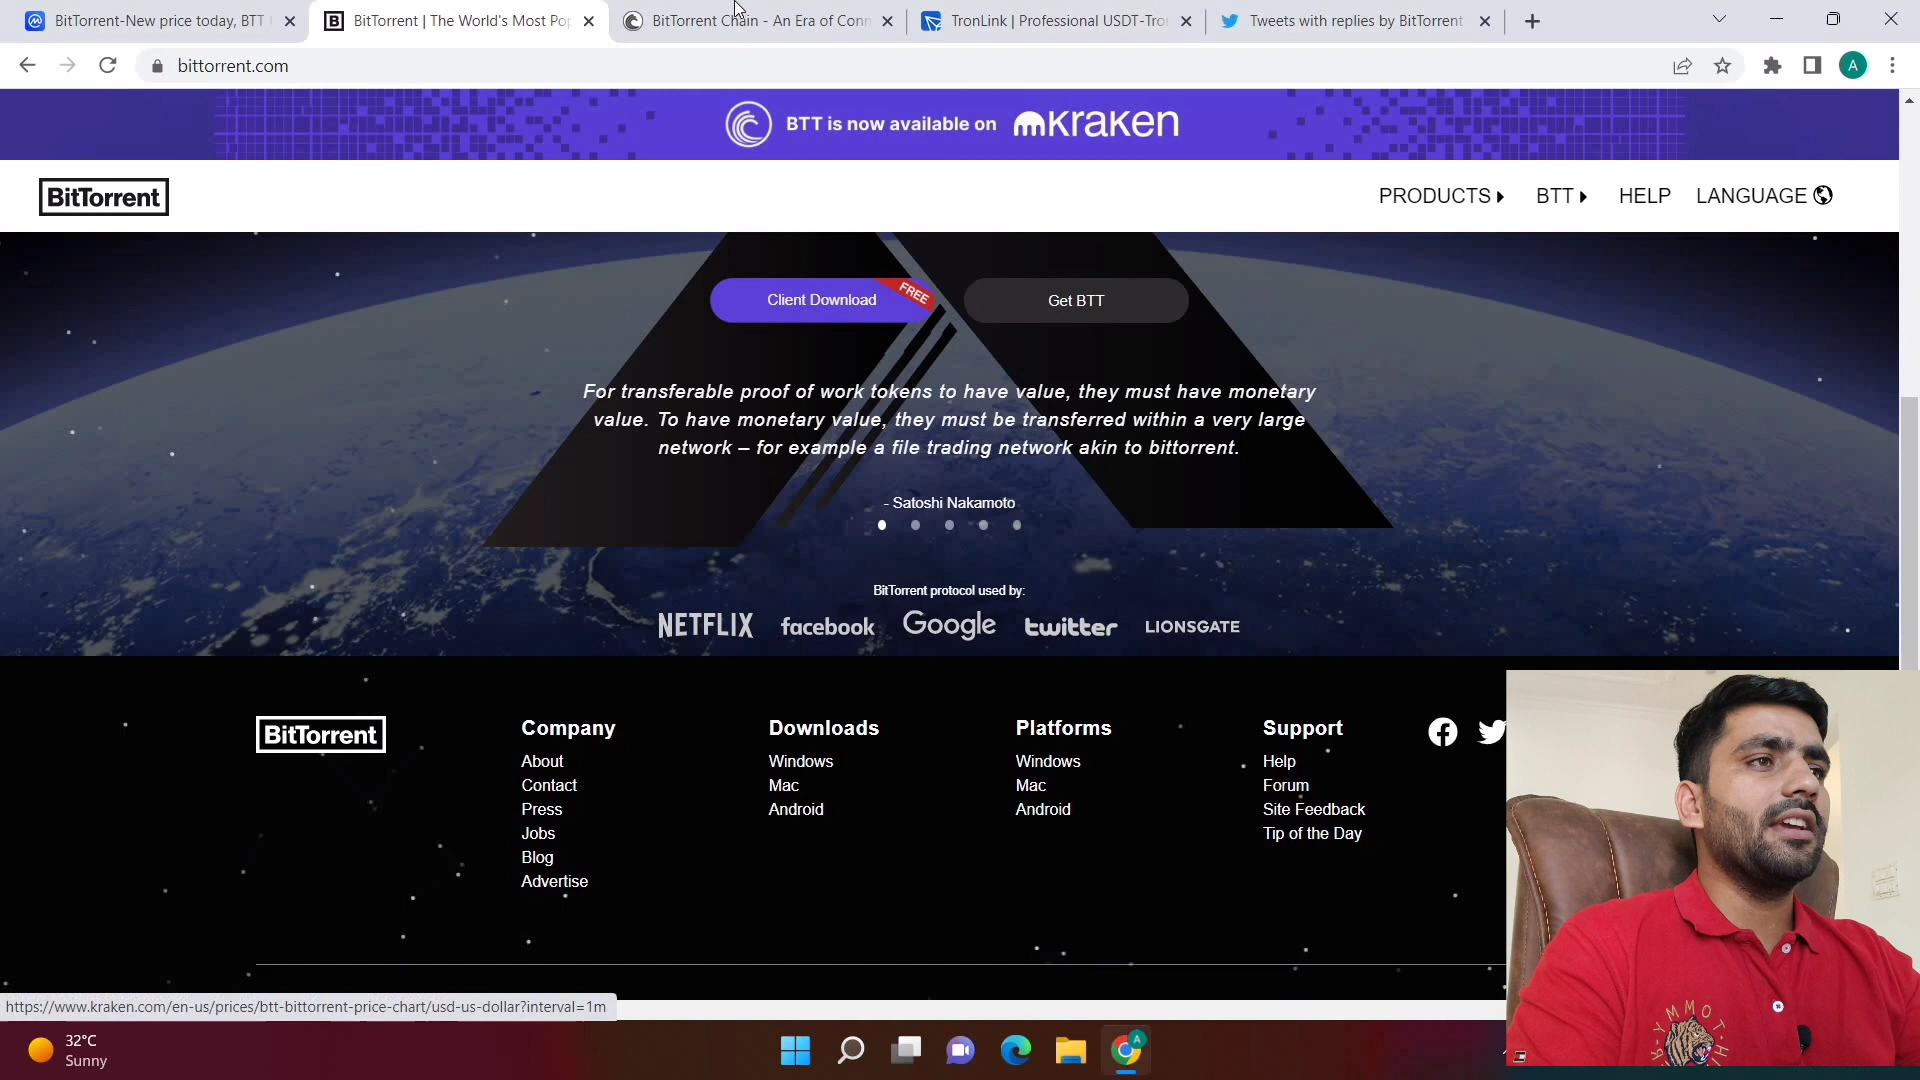 BitTorrent-New price today, BTT
BitTorrent | The World's Most Po
BitTorrent Chain - An Era of Conn
TronLink | Professional USDT-Tro
Tweets with replies by BitTorrent
bittorrent.com
A
BTT is now available on kraken
BitTorrent
PRODUCTS
BTT
HELP
LANGUAGE
Client Download
FREE
Get BTT
For transferable proof of work tokens to have value, they must have monetary
value. To have monetary value, they must be transferred within a very large
network – for example a file trading network akin to bittorrent.
- Satoshi Nakamoto
BitTorrent protocol used by:
NETFLIX facebook Google twitter LIONSGATE
BitTorrent
Company
About
Contact
Press
Jobs
Blog
Advertise
Downloads
Windows
Mac
Android
Platforms
Windows
Mac
Android
Support
Help
Forum
Site Feedback
Tip of the Day
https://www.kraken.com/en-us/prices/btt-bittorrent-price-chart/usd-us-dollar?interval=1m
32°C
Sunny
A